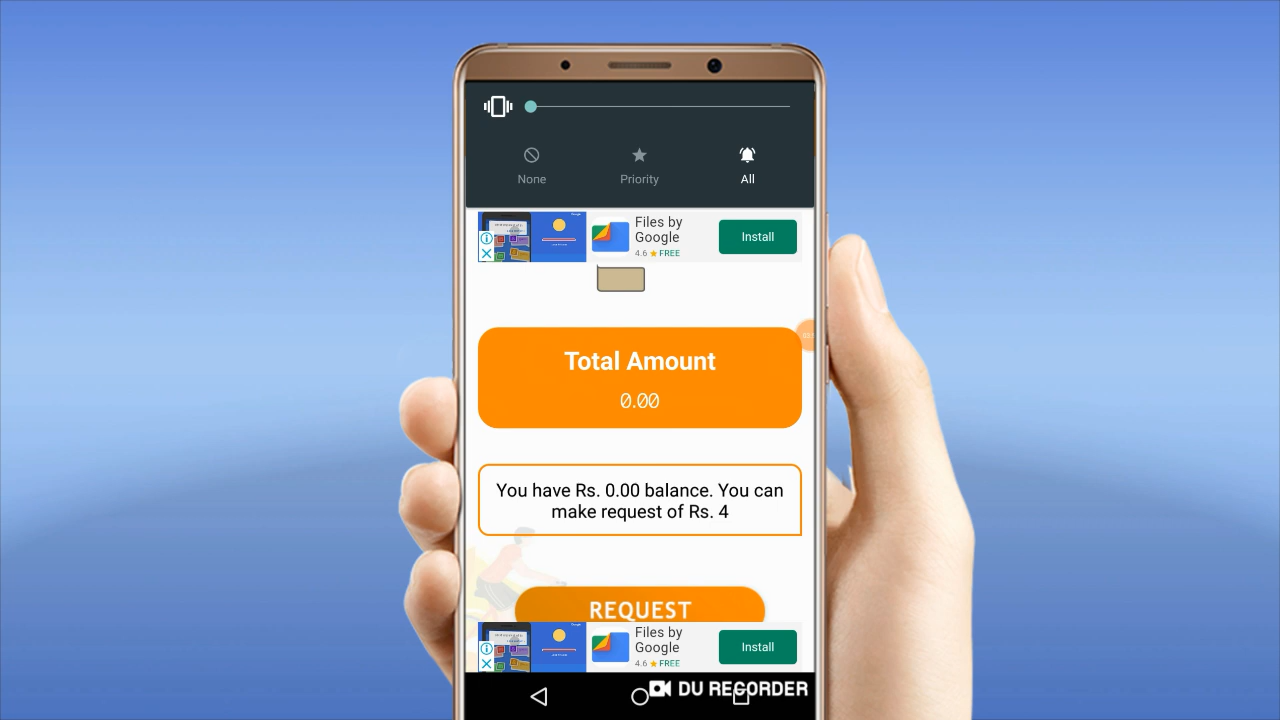 None
Priority
All
Files by
Google
4.6 ★ FREE
Install
Total Amount
0.00
You have Rs. 0.00 balance. You can
make request of Rs. 4
REQUEST
Files by
Google
4.6 ★ FREE
Install
DU RECORDER